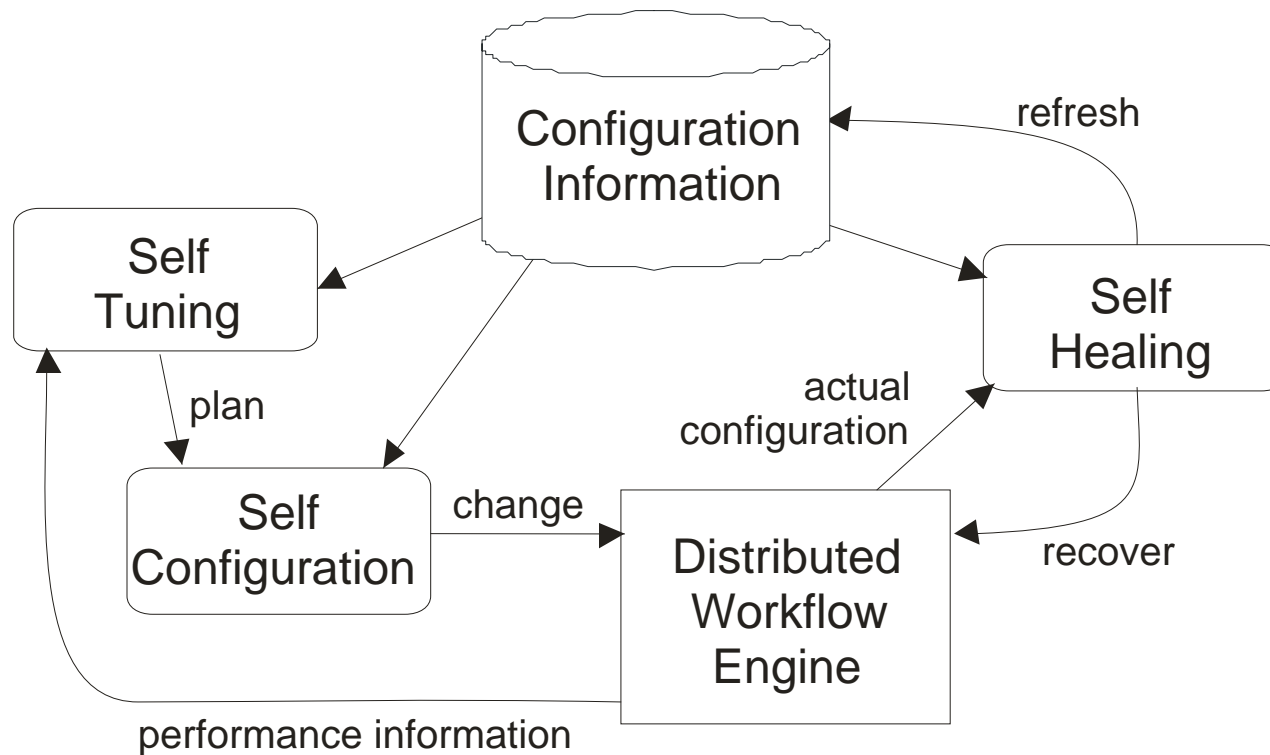 Configuration
Information
refresh
Self
Tuning
Self
Healing
plan
actual
configuration
Self
Configuration
change
Distributed
Workflow
Engine
recover
performance information